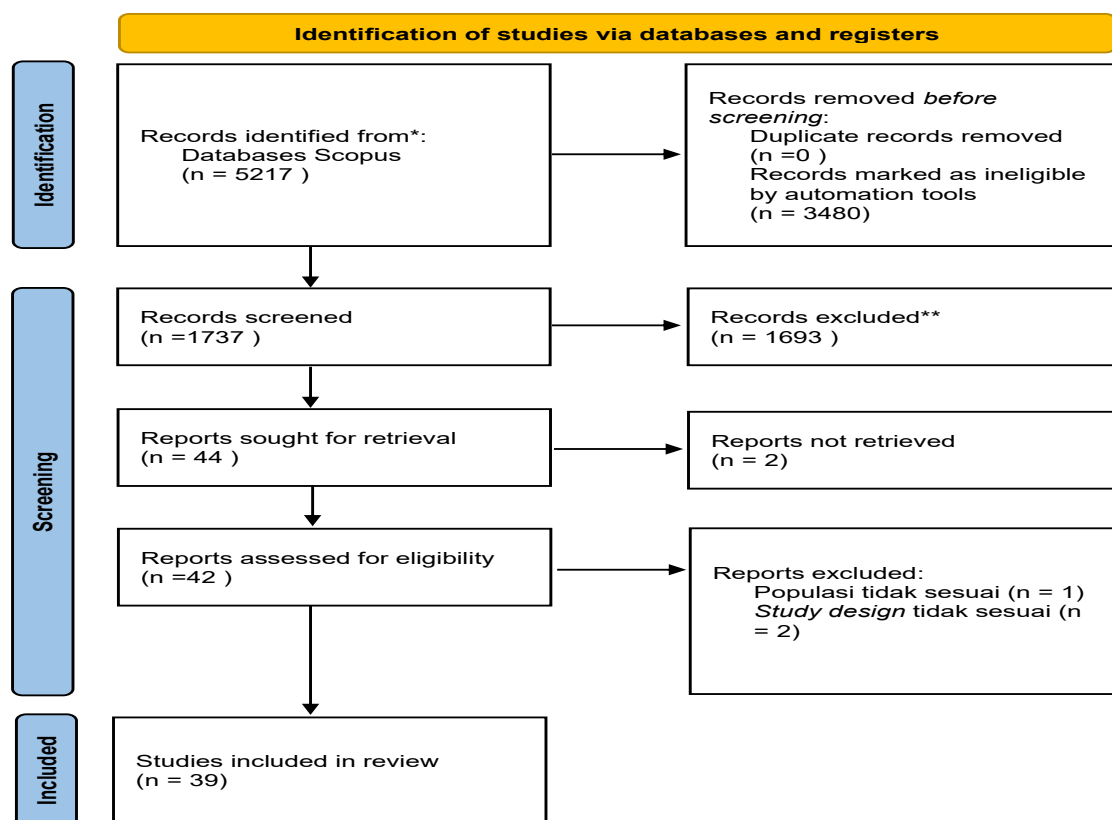 Identification of studies via databases and registers
Identification
Records identified from*:
Databases Scopus
(n = 5217 )
Records removed before
screening:
Duplicate records removed
(n =0 )
Records marked as ineligible
by automation tools
(n = 3480)
Screening
Records screened
(n =1737 )
Records excluded**
(n = 1693 )
Reports sought for retrieval
(n = 44 )
Reports not retrieved
(n = 2)
Reports assessed for eligibility
(n =42 )
Reports excluded:
Populasi tidak sesuai (n = 1)
Study design tidak sesuai (n
= 2)
Included
Studies included in review
(n = 39)